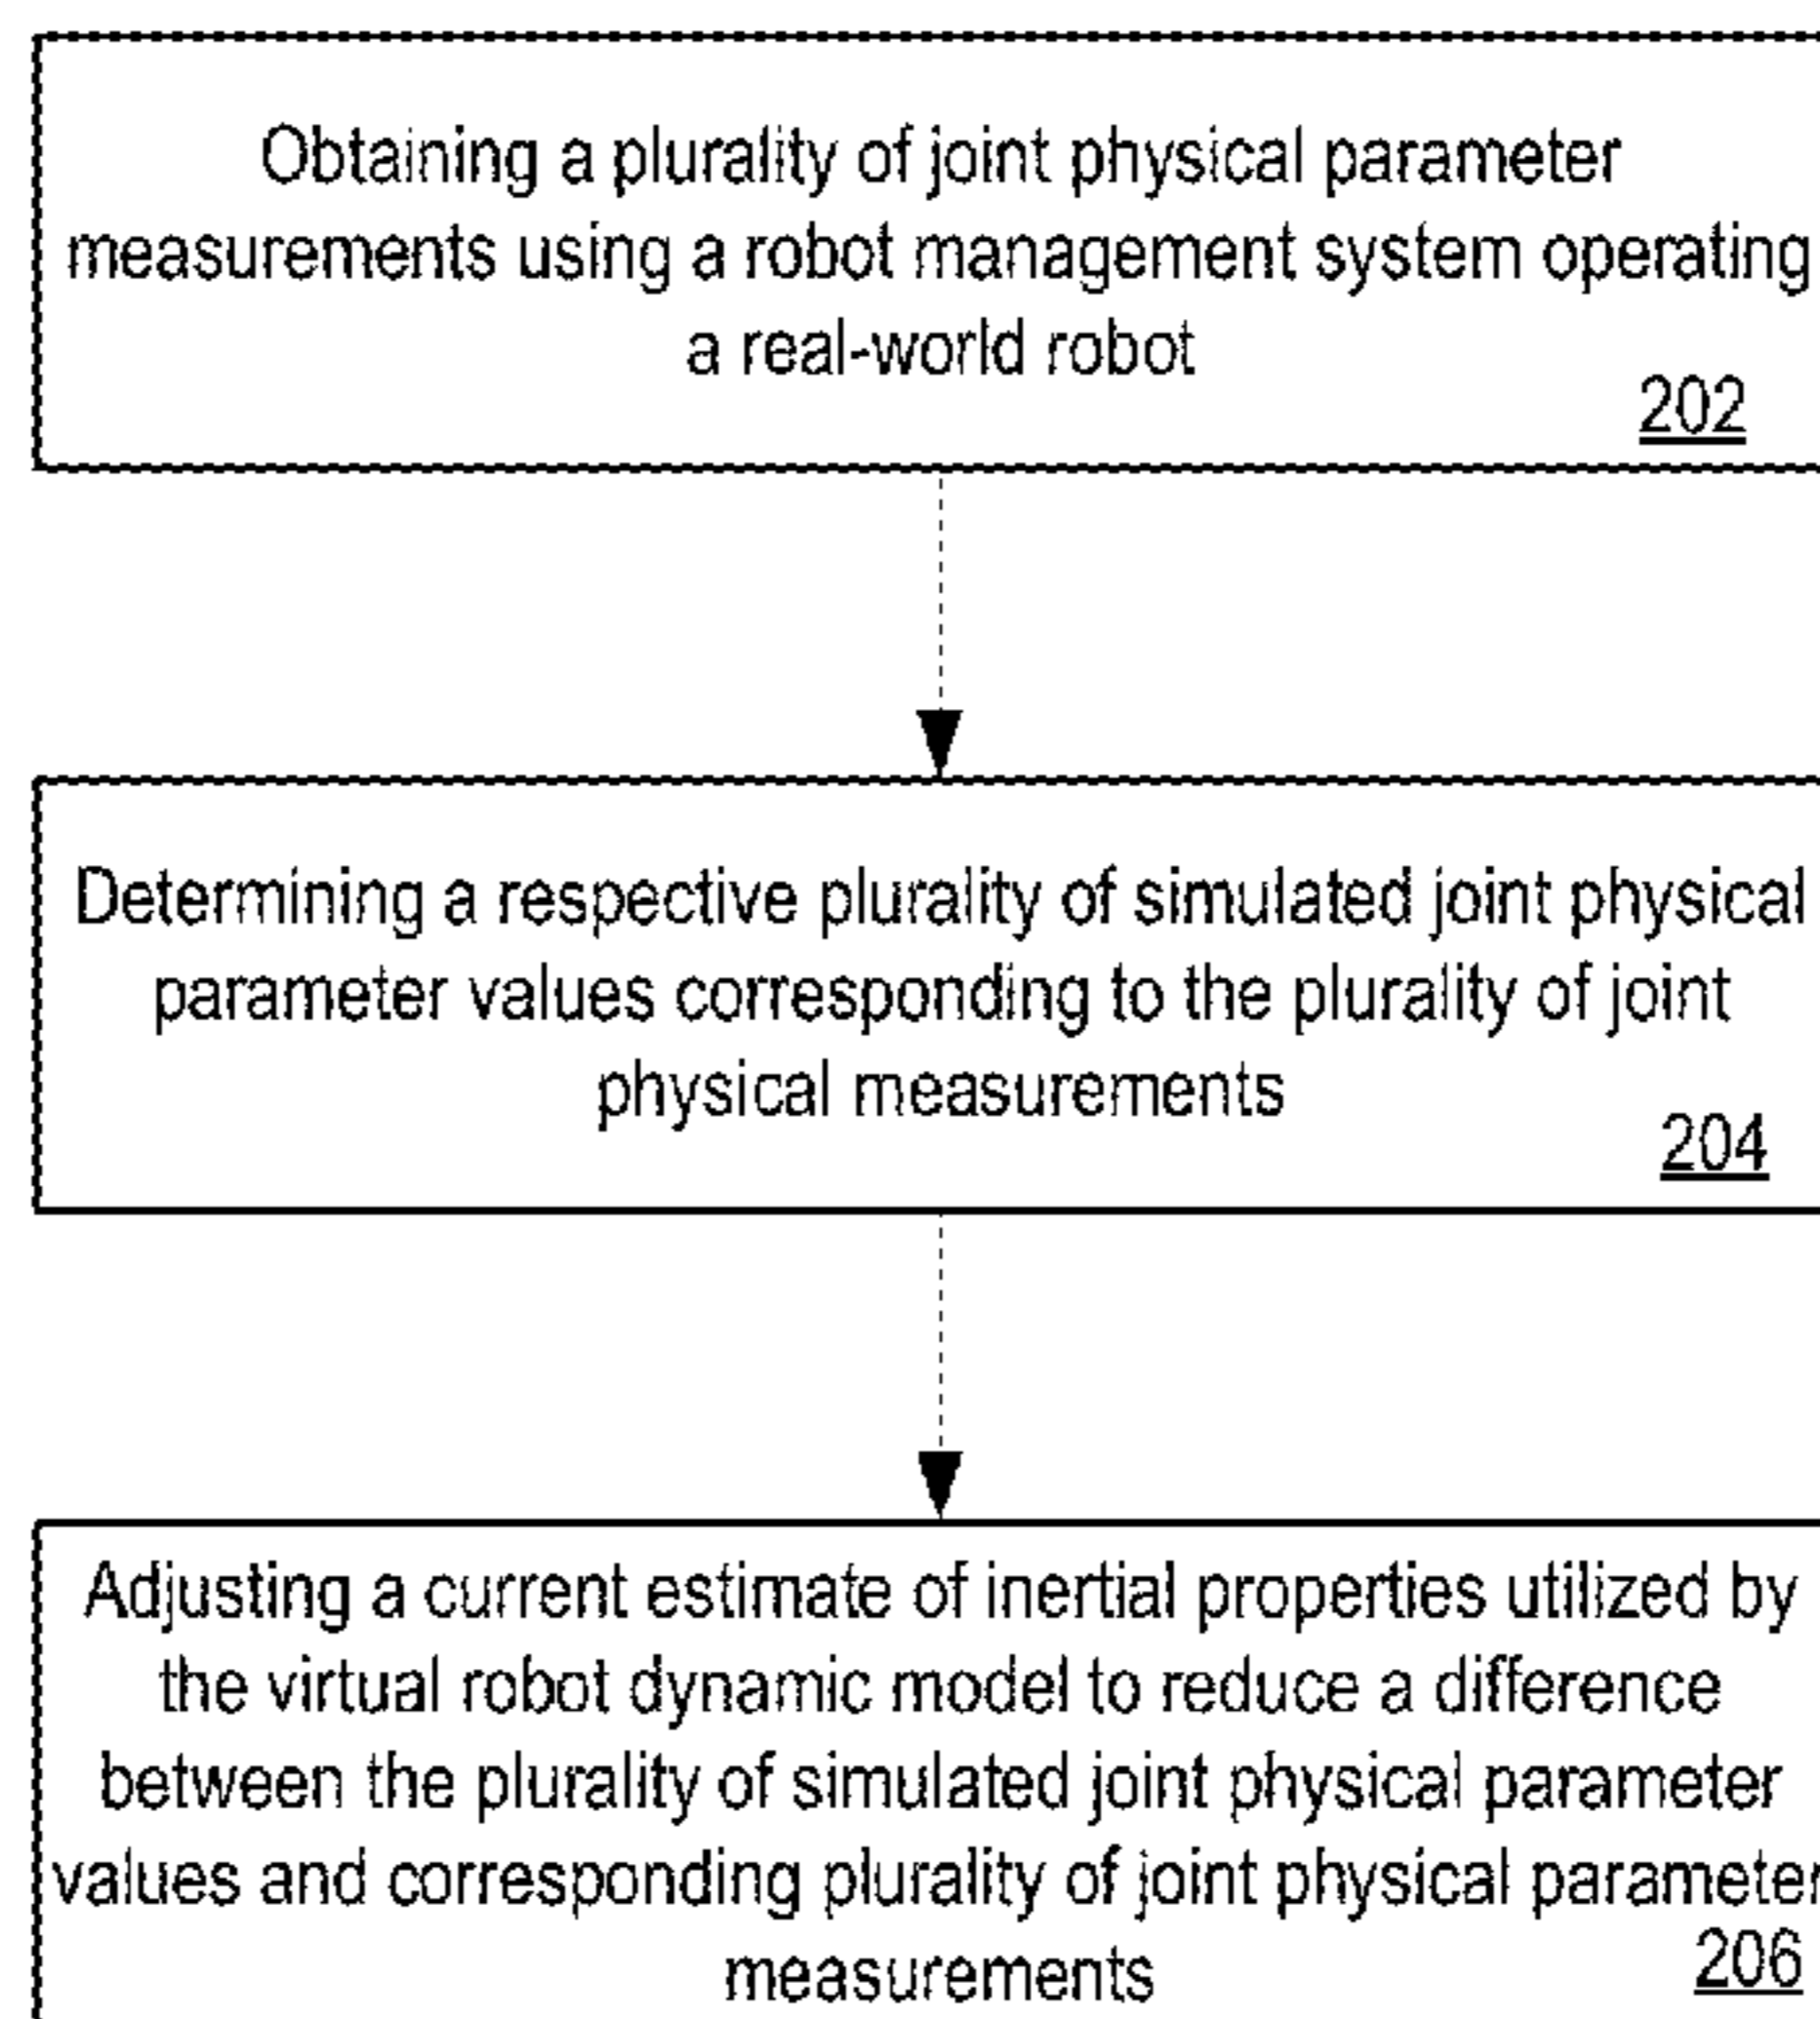 Obtaining a plurality of joint physical parameter
measurements using a robot management system operating
a real-world robot
202
Determining a respective plurality of simulated joint physical
parameter values corresponding to the plurality of joint
physical measurements
204
Adjusting a current estimate of inertial properties utilized by
the virtual robot dynamic model to reduce a difference
between the plurality of simulated joint physical parameter
values and corresponding plurality of joint physical parameter
measurements
206